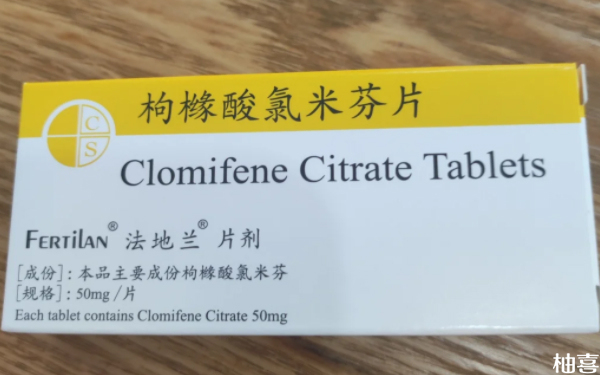 C
S
枸橼酸氯米芬片
Clomifene Citrate Tablets
FERTILAN® 法地兰® 片剂
[成份]：本品主要成份枸橼酸氯米芬
[规格]：50mg/片
Each tablet contains Clomifene Citrate 50mg
柚喜